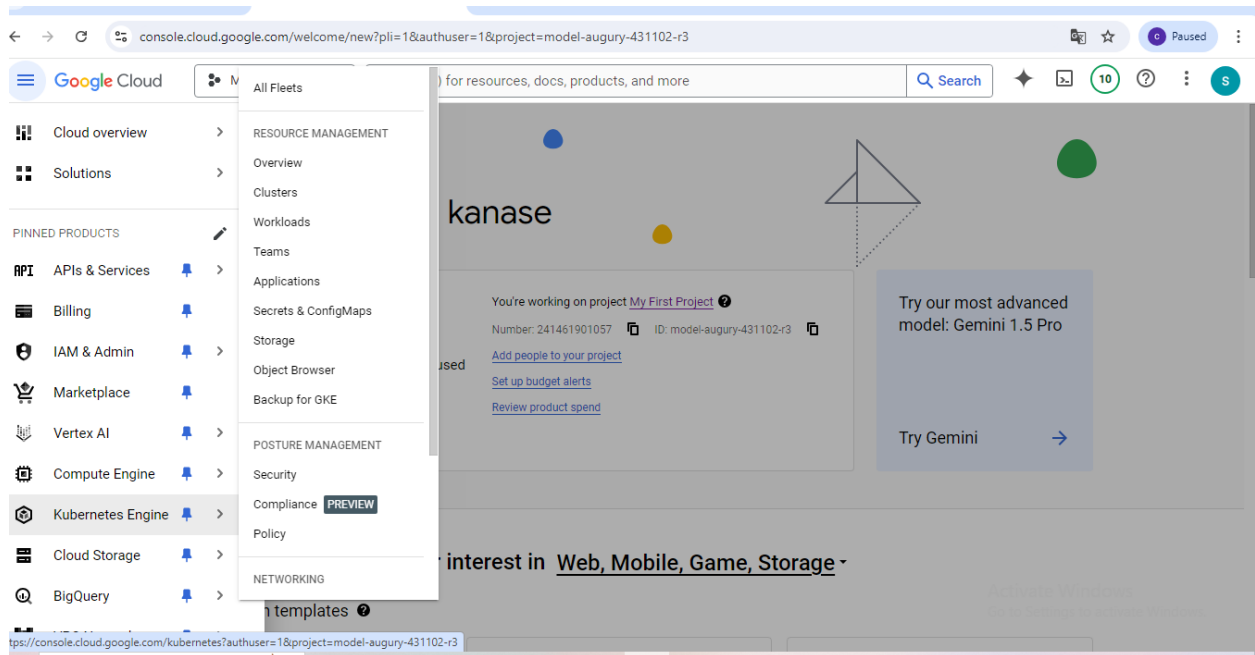 console.cloud.google.com/welcome/new?pli=1&authuser=1&project=model-augury-431102-r3
C Paused
Google Cloud
M
) for resources, docs, products, and more
Search
10
S
Cloud overview
Solutions
PINNED PRODUCTS
API APIs & Services
Billing
IAM & Admin
Marketplace
Vertex AI
Compute Engine
Kubernetes Engine
Cloud Storage
BigQuery
All Fleets
RESOURCE MANAGEMENT
Overview
Clusters
Workloads
Teams
Applications
Secrets & ConfigMaps
Storage
Object Browser
Backup for GKE
POSTURE MANAGEMENT
Security
Compliance PREVIEW
Policy
NETWORKING
kanase
You're working on project My First Project
Number: 241461901057 ID: model-augury-431102-r3
Add people to your project
used
Set up budget alerts
Review product spend
Try our most advanced
model: Gemini 1.5 Pro
Try Gemini
interest in Web, Mobile, Game, Storage
templates
Activate Windows
Go to Settings to activate Windows.
tps://console.cloud.google.com/kubernetes?authuser=1&project=model-augury-431102-r3